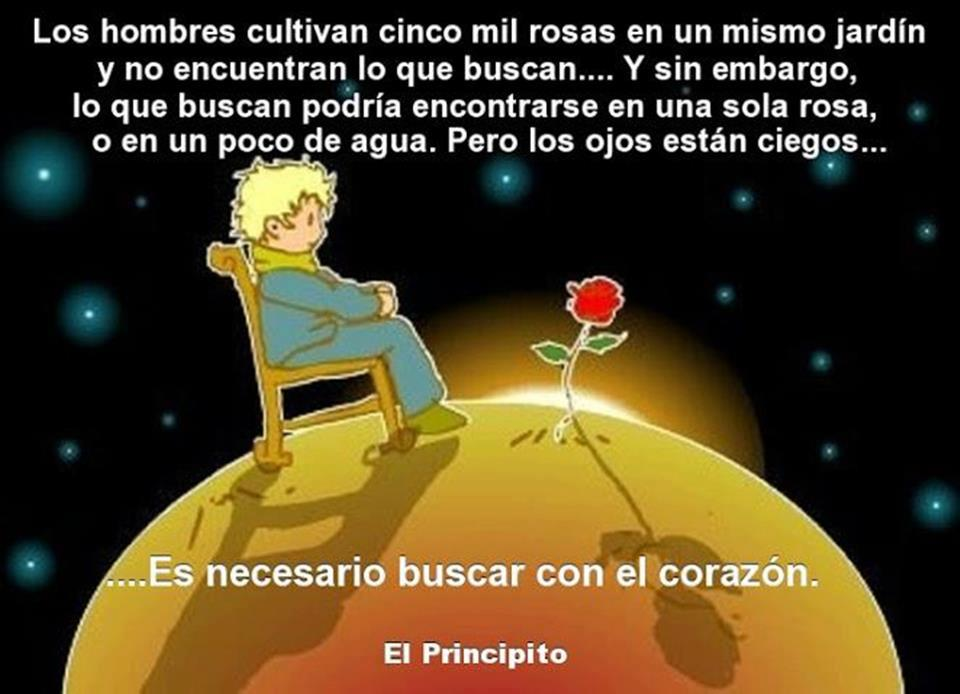 Los hombres cultivan cinco mil rosas en un mismo jardín
y no encuentran lo que buscan.... Y sin embargo,
lo que buscan podría encontrarse en una sola rosa,
o en un poco de agua. Pero los ojos están ciegos...
....Es necesario buscar con el corazón.
El Principito